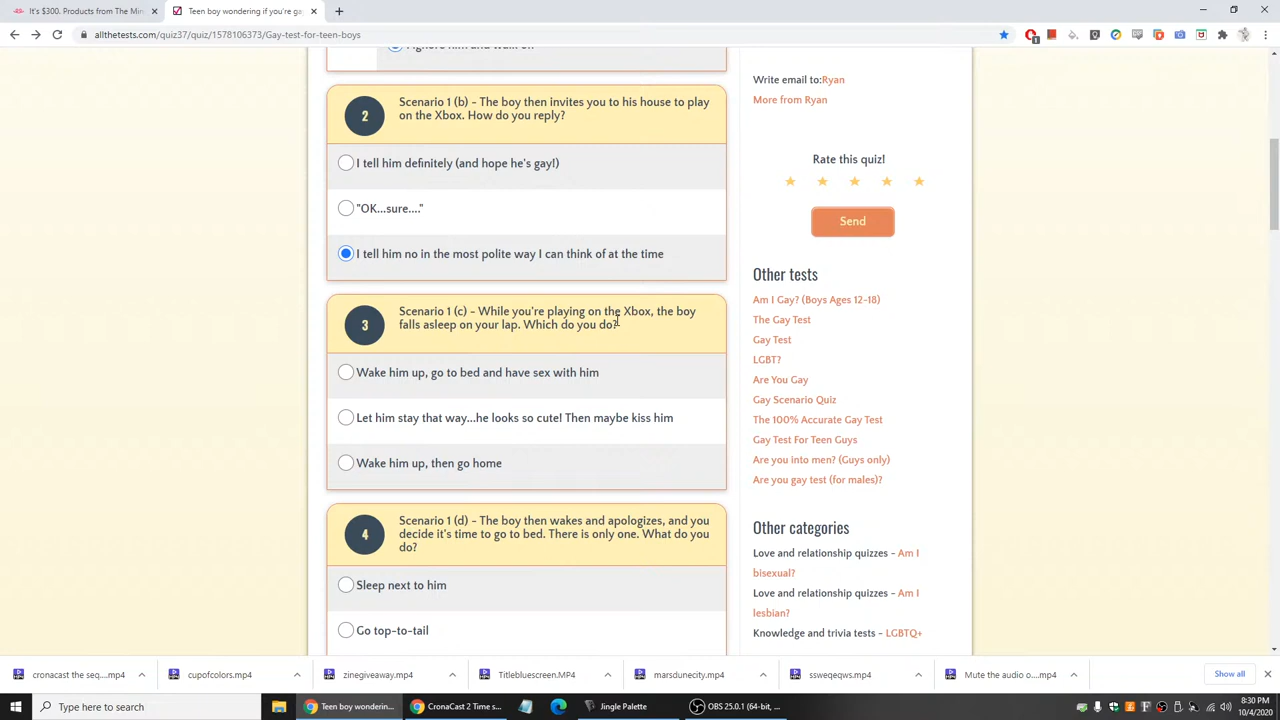 It's $300. Products from The Min
Teen boy wondering if you're ga
allthetests.com/quiz37/quiz/1578106373/Gay-test-for-teen-boys
2
Scenario 1 (b) - The boy then invites you to his house to play
on the Xbox. How do you reply?
I tell him definitely (and hope he's gay!)
"OK...sure...."
I tell him no in the most polite way I can think of at the time
3
Scenario 1 (c) - While you're playing on the Xbox, the boy
falls asleep on your lap. Which do you do?
Wake him up, go to bed and have sex with him
Let him stay that way...he looks so cute! Then maybe kiss him
Wake him up, then go home
4
Scenario 1 (d) - The boy then wakes and apologizes, and you
decide it's time to go to bed. There is only one. What do you
do?
Sleep next to him
Go top-to-tail
Write email to:Ryan
More from Ryan
Rate this quiz!
Send
Other tests
Am I Gay? (Boys Ages 12-18)
The Gay Test
Gay Test
LGBT?
Are You Gay
Gay Scenario Quiz
The 100% Accurate Gay Test
Gay Test For Teen Guys
Are you into men? (Guys only)
Are you gay test (for males)?
Other categories
Love and relationship quizzes - Am I
bisexual?
Love and relationship quizzes - Am I
lesbian?
Knowledge and trivia tests - LGBTQ+
cronacast the seq....mp4
cupofcolors.mp4
zinegiveaway.mp4
Titlebluescreen.MP4
marsdunecity.mp4
ssweqeqws.mp4
Mute the audio o....mp4
Show all
Type here to search
Teen boy wonderin...
CronaCast 2 Time s...
Jingle Palette
OBS 25.0.1 (64-bit, ...
8:30 PM
10/4/2020